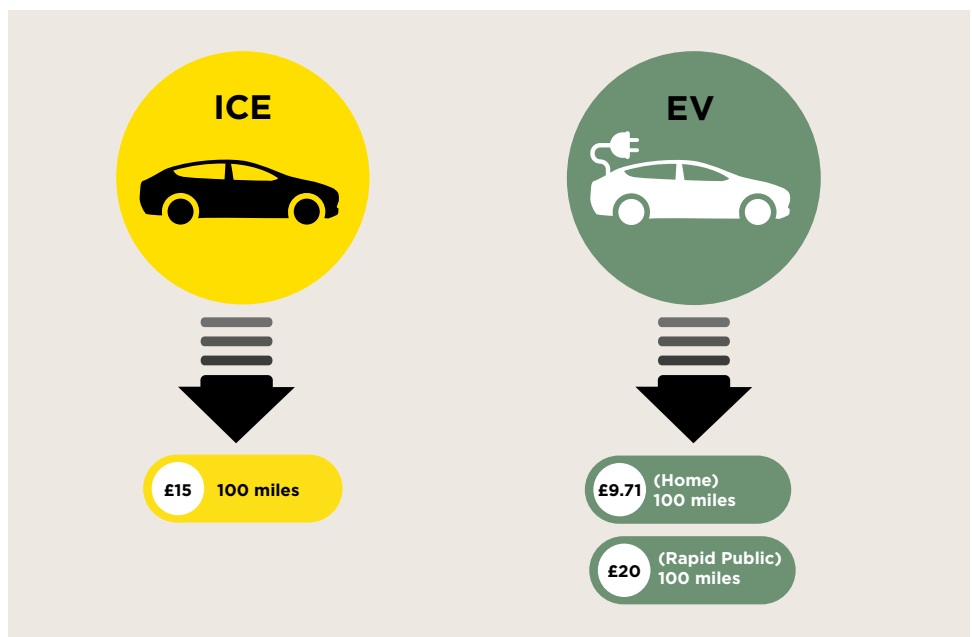 ICE
EV
£15
100 miles
£9.71
(Home)
100 miles
£20
(Rapid Public)
100 miles